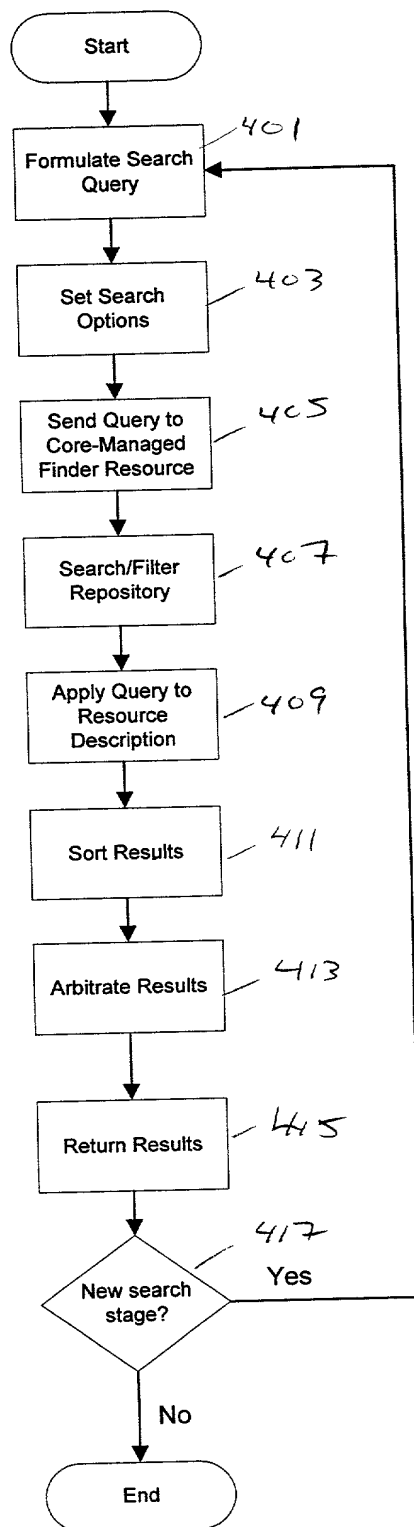 Start
401
Formulate Search
Query
403
Set Search
Options
405
Send Query to
Core-Managed
Finder Resource
407
Search/Filter
Repository
409
Apply Query to
Resource
Description
411
Sort Results
413
Arbitrate Results
415
Return Results
417
New search
stage?
Yes
No
End